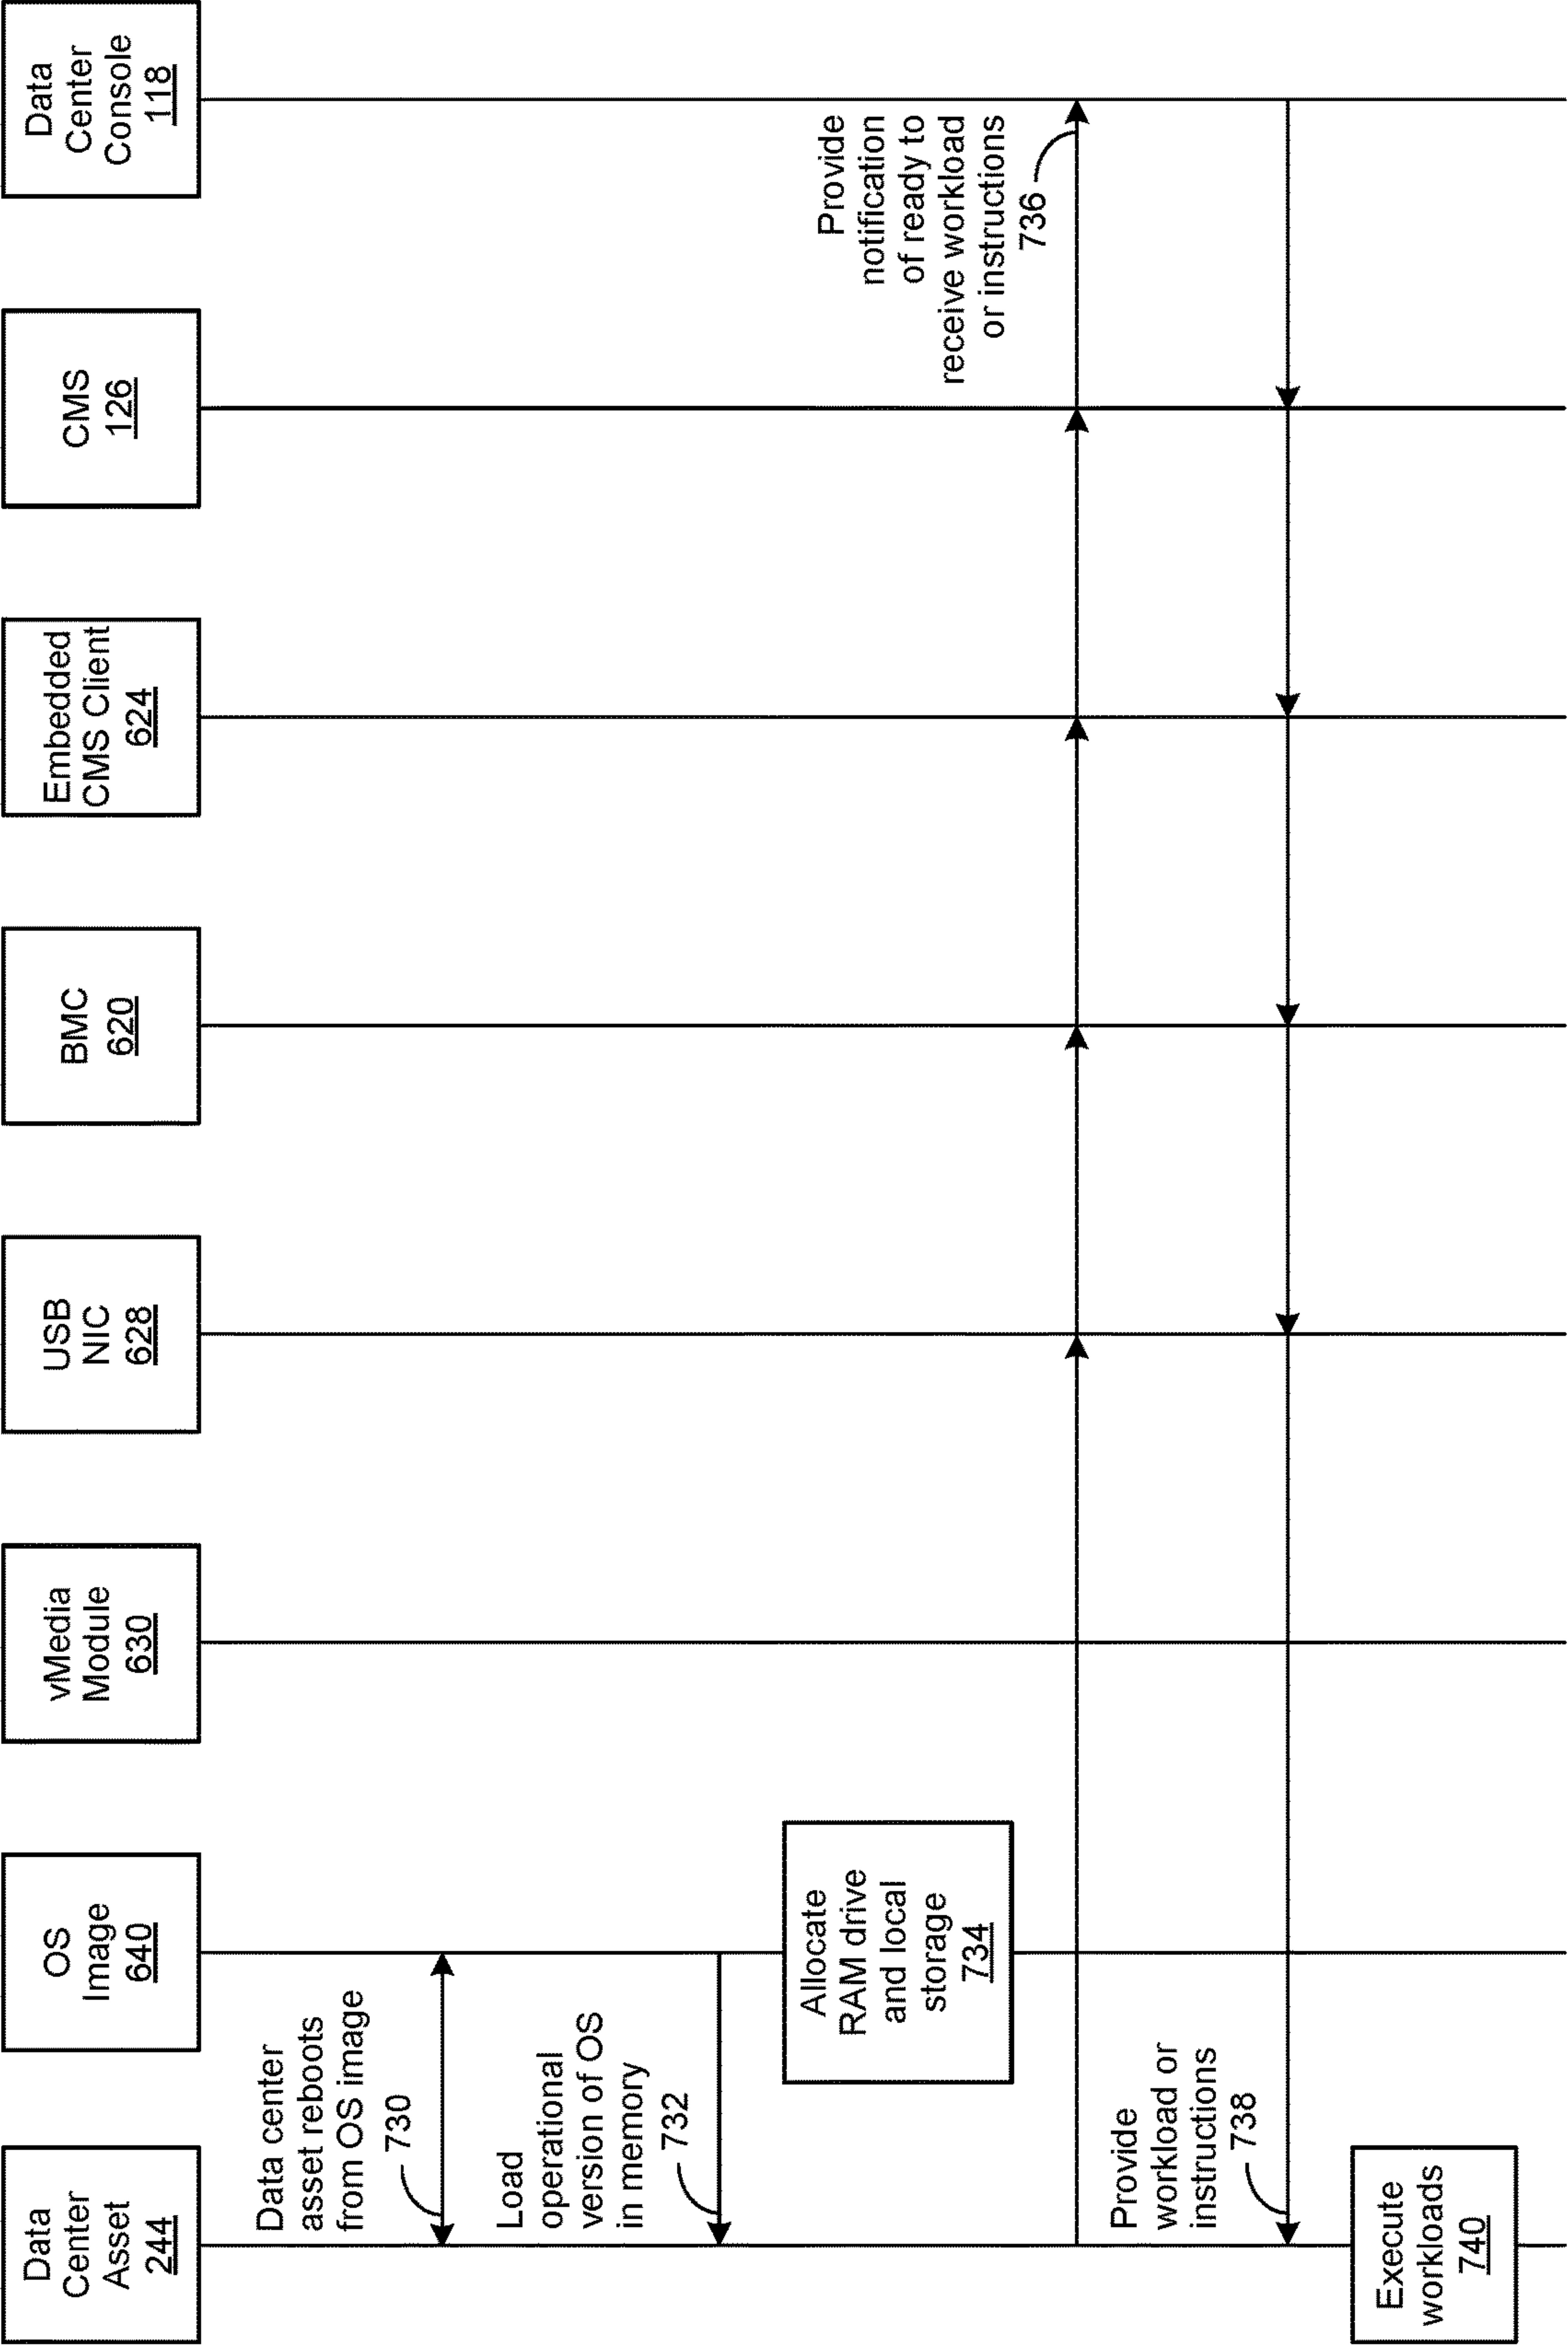 Data
Center
Asset
244
OS
Image
640
vMedia
Module
630
USB
NIC
628
BMC
620
Embedded
CMS Client
624
CMS
126
Data
Center
Console
118
Data center
asset reboots
from OS image
730
Load
operational
version of OS
in memory
732
Allocate
RAM drive
and local
storage
734
Provide
notification
of ready to
receive workload
or instructions
736
Provide
workload or
instructions
738
Execute
workloads
740